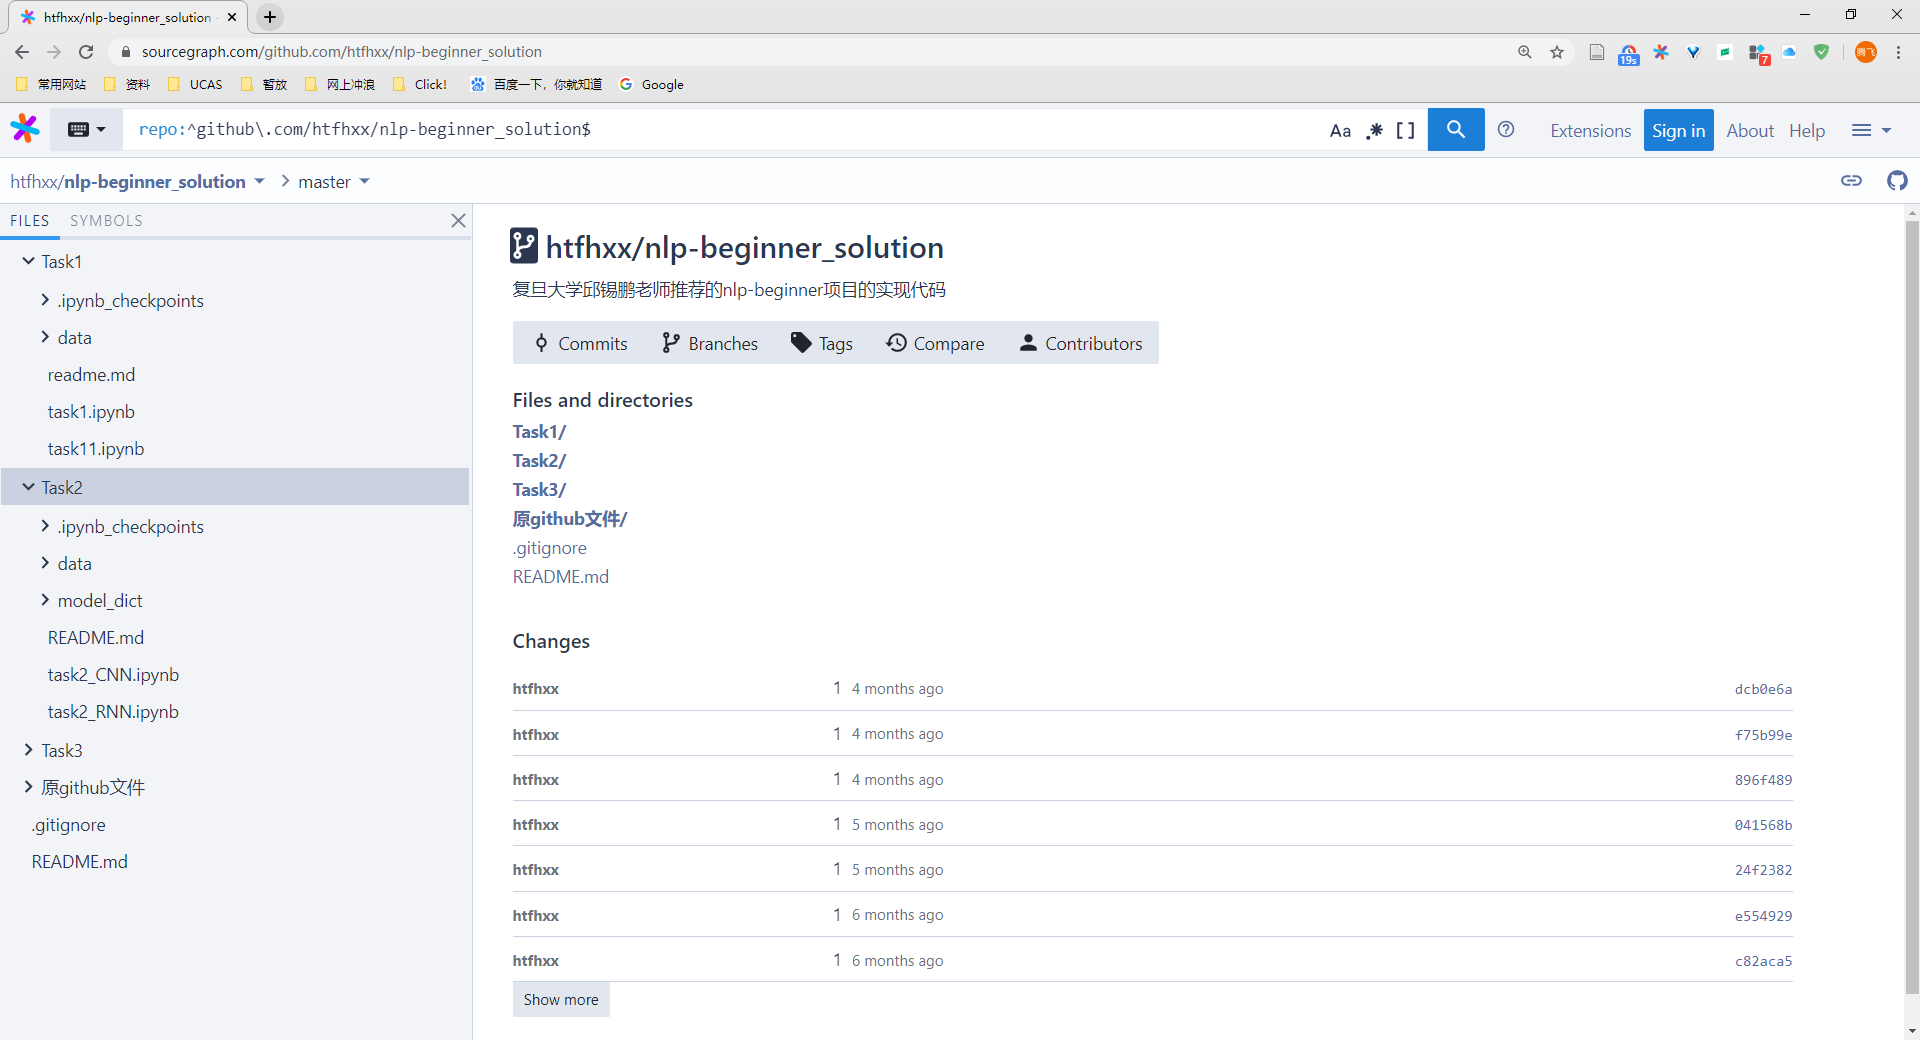 htfhxx/nlp-beginner_solution
sourcegraph.com/github.com/htfhxx/nlp-beginner_solution
19s
7
腾飞
常用网站 资料 UCAS 暂放 网上冲浪 Click! 百度一下，你就知道 Google
repo:^github\.com/htfhxx/nlp-beginner_solution$
Aa .* [ ]
Extensions Sign in About Help
htfhxx/nlp-beginner_solution master
FILES SYMBOLS
Task1
.ipynb_checkpoints
data
readme.md
task1.ipynb
task11.ipynb
Task2
.ipynb_checkpoints
data
model_dict
README.md
task2_CNN.ipynb
task2_RNN.ipynb
Task3
原github文件
.gitignore
README.md
htfhxx/nlp-beginner_solution
复旦大学邱锡鹏老师推荐的nlp-beginner项目的实现代码
Commits Branches Tags Compare Contributors
Files and directories
Task1/
Task2/
Task3/
原github文件/
.gitignore
README.md
Changes
htfhxx 1 4 months ago dcb0e6a
htfhxx 1 4 months ago f75b99e
htfhxx 1 4 months ago 896f489
htfhxx 1 5 months ago 041568b
htfhxx 1 5 months ago 24f2382
htfhxx 1 6 months ago e554929
htfhxx 1 6 months ago c82aca5
Show more